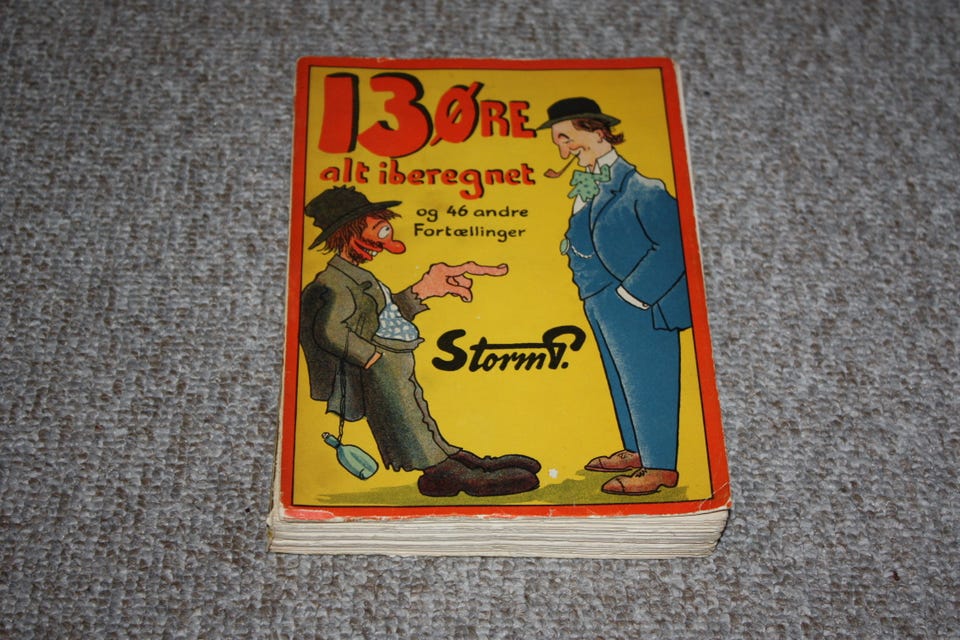 13 ØRE
alt iberegnet
og 46 andre
Fortællinger
Storm P.